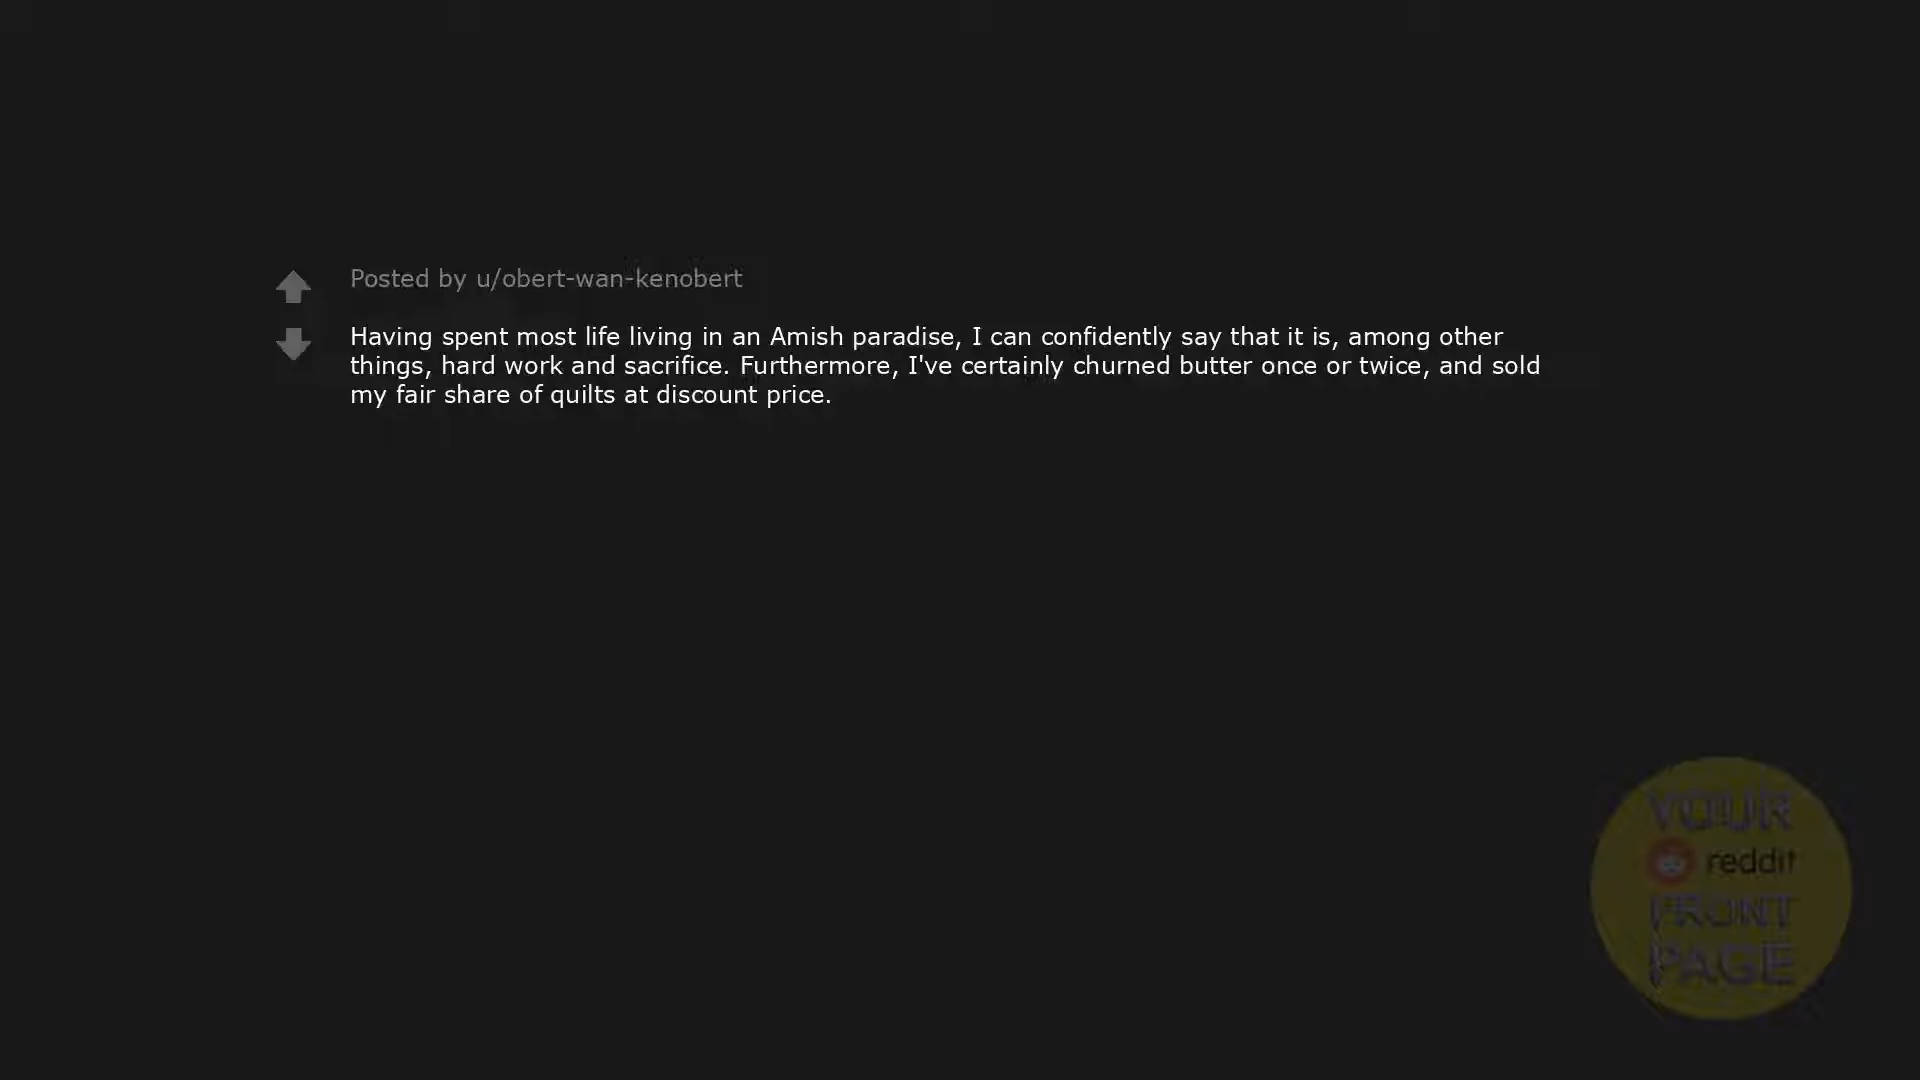 Posted by u/obert-wan-kenobert
Having spent most life living in an Amish paradise, I can confidently say that it is, among other
things, hard work and sacrifice. Furthermore, I've certainly churned butter once or twice, and sold
my fair share of quilts at discount price.
YOUR
reddit
FRONT
PAGE